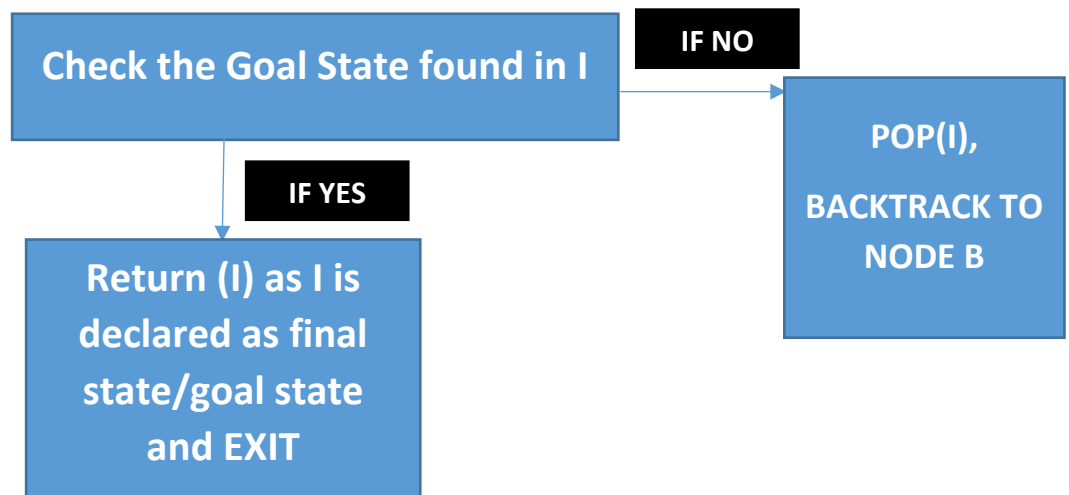 Check the Goal State found in I
IF NO
POP(I),
BACKTRACK TO
NODE B
IF YES
Return (I) as I is
declared as final
state/goal state
and EXIT